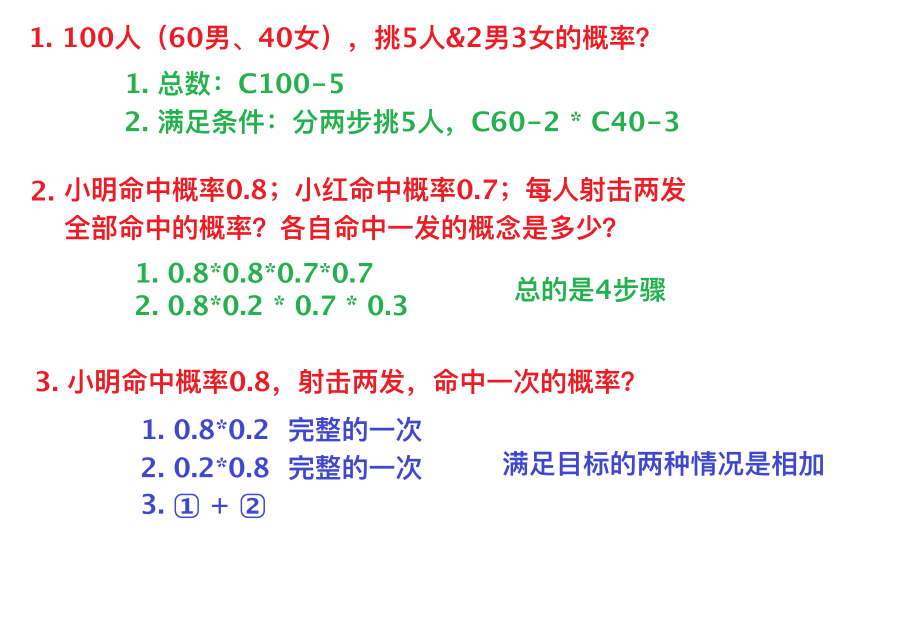 1. 100人（60男、40女），挑5人&2男3女的概率？
1. 总数：C100-5
2. 满足条件：分两步挑5人，C60-2 * C40-3
2. 小明命中概率0.8；小红命中概率0.7；每人射击两发
全部命中的概率？各自命中一发的概念是多少？
1. 0.8*0.8*0.7*0.7
2. 0.8*0.2 * 0.7 * 0.3
总的是4步骤
3. 小明命中概率0.8，射击两发，命中一次的概率？
1. 0.8*0.2 完整的一次
2. 0.2*0.8 完整的一次
满足目标的两种情况是相加
3. 1 + 2